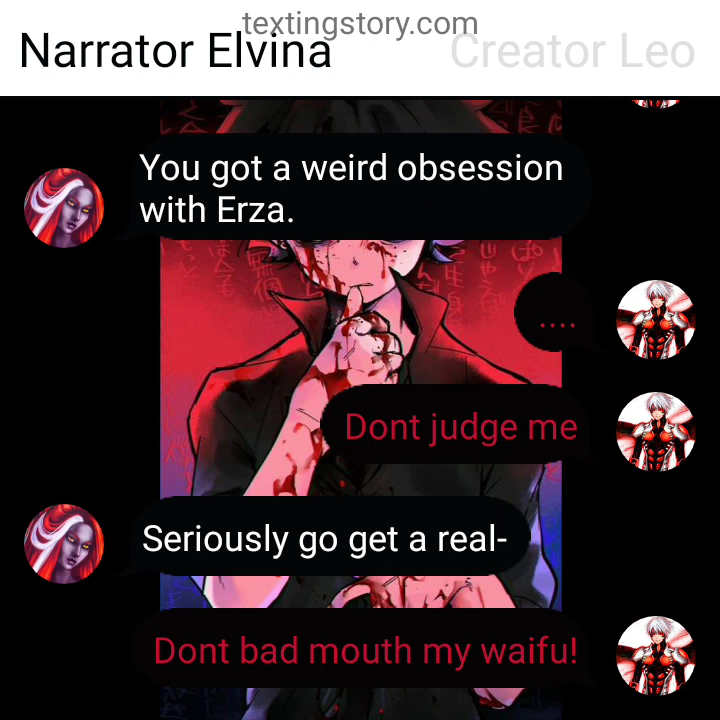 textingstory.com
Narrator Elvina
Creator Leo
You got a weird obsession
with Erza.
....
Dont judge me
Seriously go get a real-
Dont bad mouth my waifu!